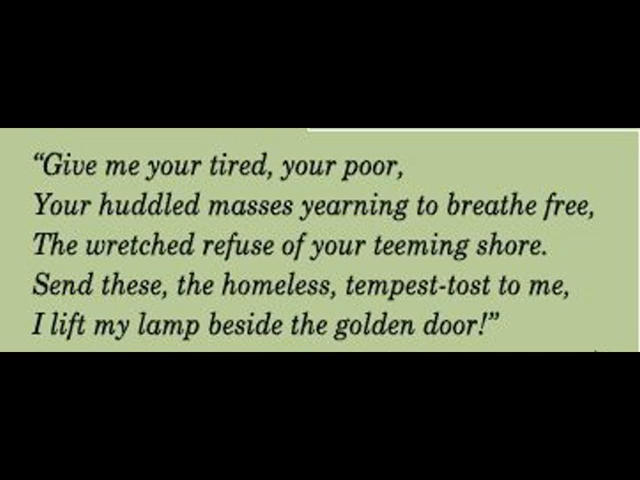 “Give me your tired, your poor,
Your huddled masses yearning to breathe free,
The wretched refuse of your teeming shore.
Send these, the homeless, tempest-tost to me,
I lift my lamp beside the golden door!”